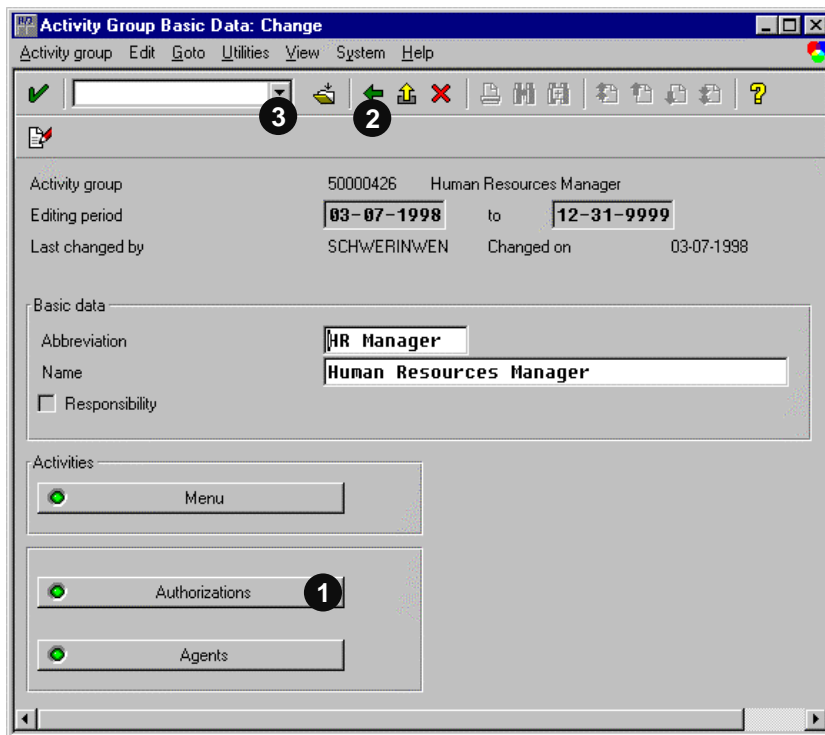 Activity Group Basic Data: Change
Activity group Edit Goto Utilities View System Help
3
2
Activity group 50000426 Human Resources Manager
Editing period 03-07-1998 to 12-31-9999
Last changed by SCHWERINWEN Changed on 03-07-1998
Basic data
Abbreviation HR Manager
Name Human Resources Manager
Responsibility
Activities
Menu
Authorizations 1
Agents